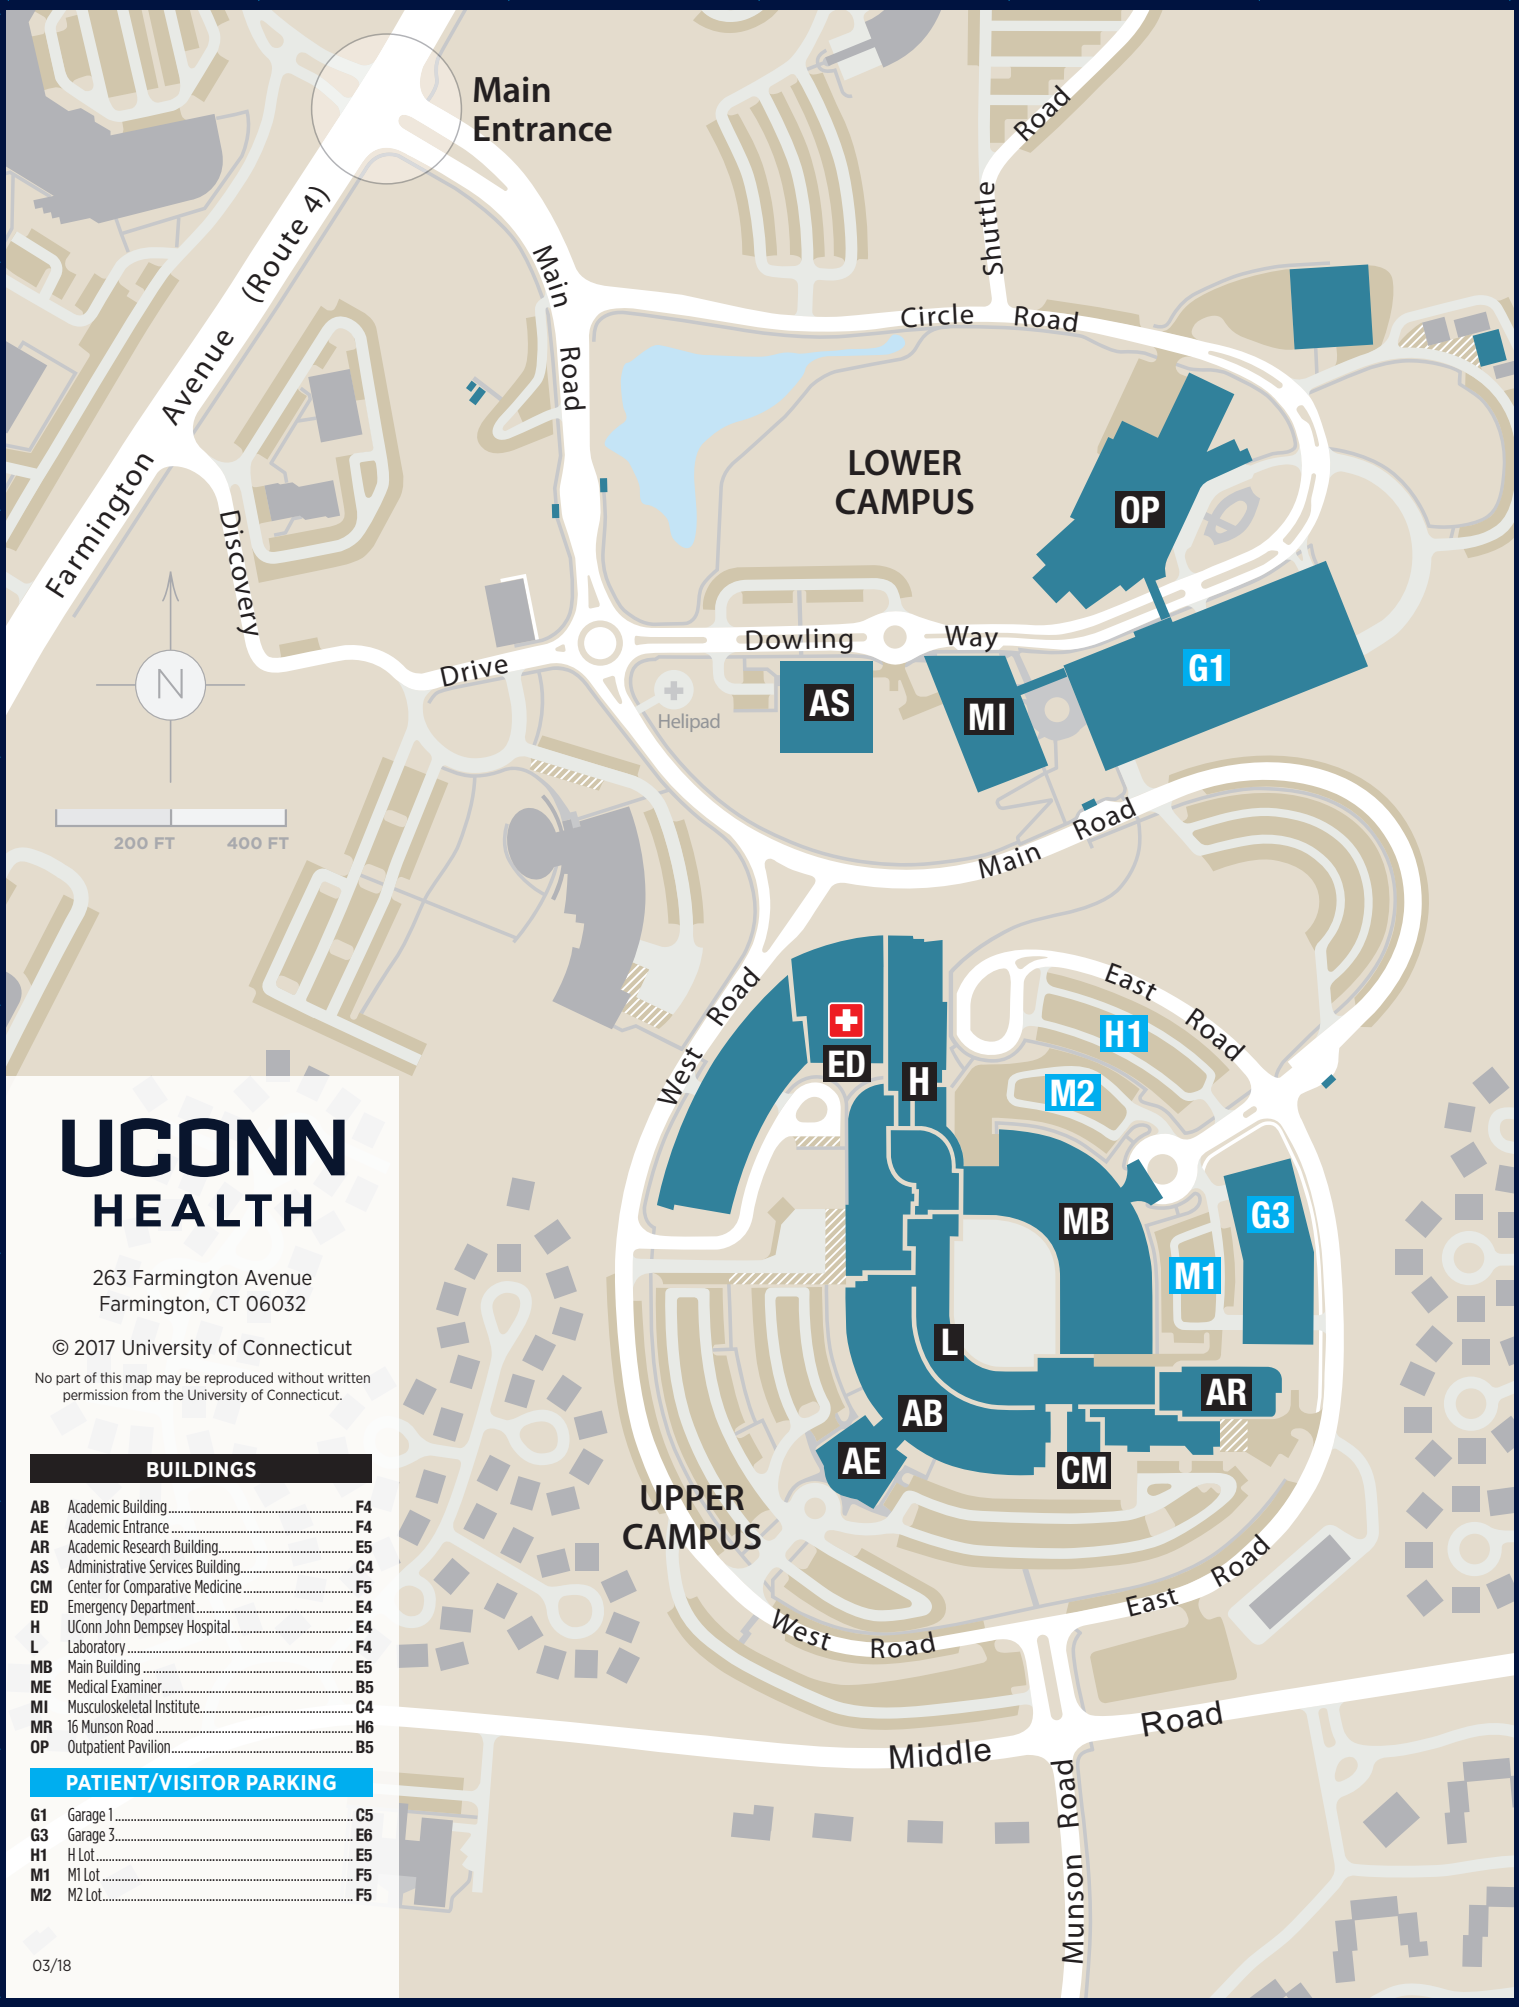 Main
Entrance
Road
Shuttle
Farmington Avenue (Route 4)
Main Road
Circle Road
LOWER
CAMPUS
OP
Discovery Drive
N
Dowling Way
G1
AS
MI
Helipad
200 FT 400 FT
Main Road
West Road
East Road
ED
H
H1
M2
MB
G3
M1
L
AR
AB
AE
CM
UPPER
CAMPUS
West Road
East Road
Middle Road
Munson Road
UCONN
HEALTH
263 Farmington Avenue
Farmington, CT 06032
© 2017 University of Connecticut
No part of this map may be reproduced without written
permission from the University of Connecticut.
BUILDINGS
AB Academic Building F4
AE Academic Entrance F4
AR Academic Research Building E5
AS Administrative Services Building C4
CM Center for Comparative Medicine F5
ED Emergency Department E4
H UConn John Dempsey Hospital E4
L Laboratory F4
MB Main Building E5
ME Medical Examiner B5
MI Musculoskeletal Institute C4
MR 16 Munson Road H6
OP Outpatient Pavilion B5
PATIENT/VISITOR PARKING
G1 Garage 1 C5
G3 Garage 3 E6
H1 H Lot E5
M1 M1 Lot F5
M2 M2 Lot F5
03/18